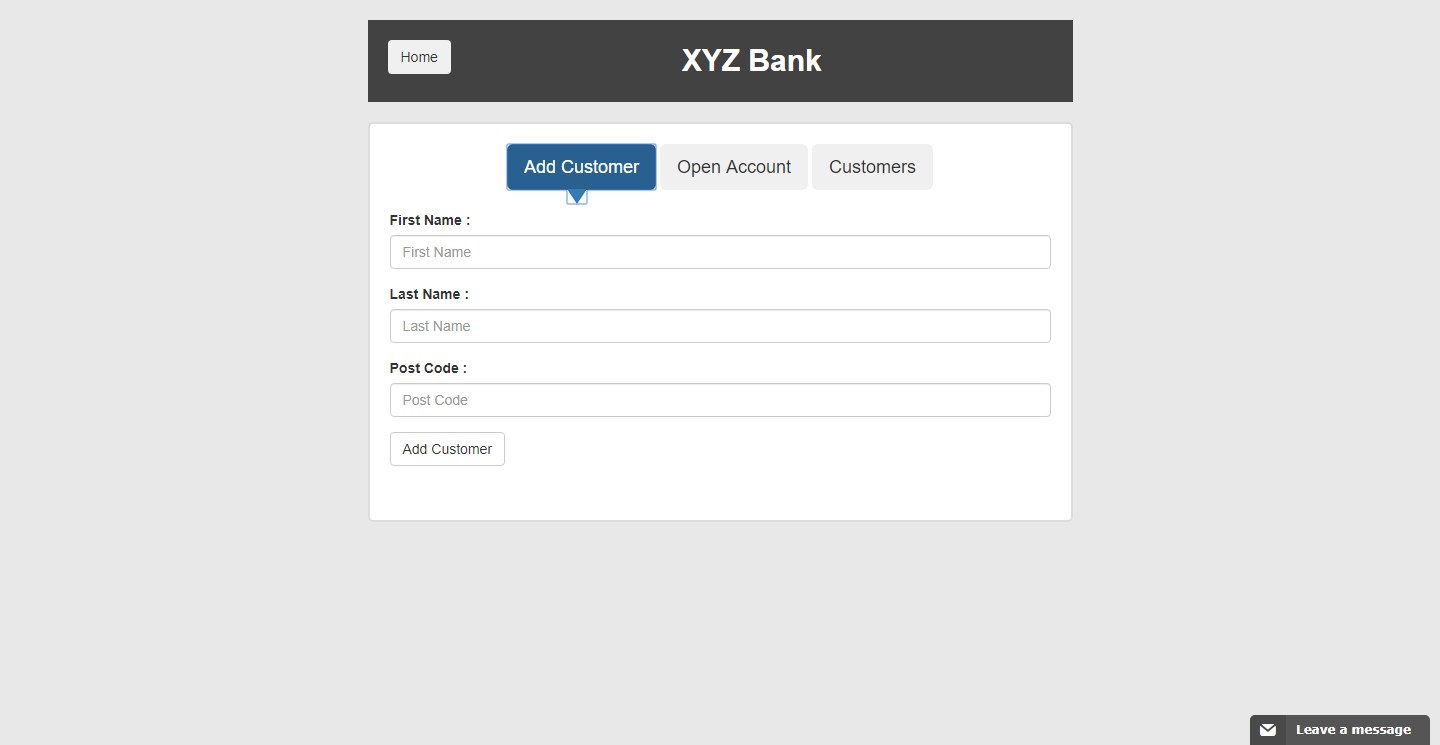 Home
XYZ Bank
Add Customer
Open Account
Customers
First Name :
First Name
Last Name :
Last Name
Post Code :
Post Code
Add Customer
Leave a message